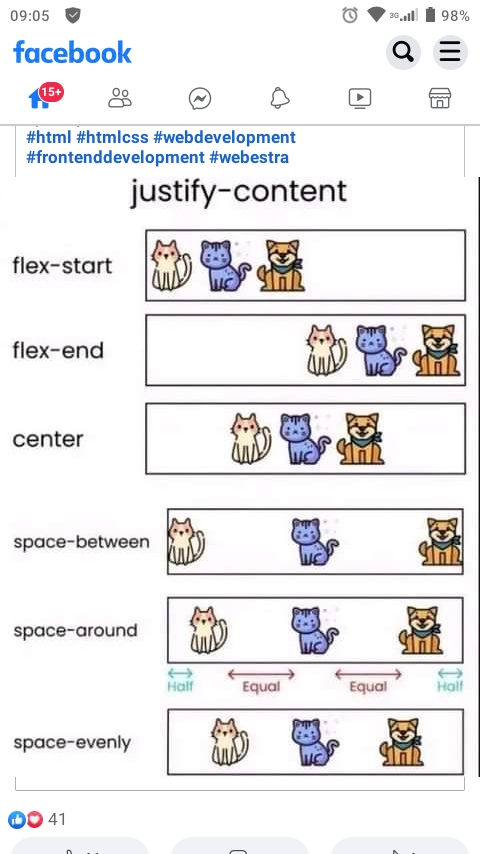 09:05
3G
98%
facebook
15+
#html #htmlcss #webdevelopment
#frontenddevelopment #webestra
justify-content
flex-start
flex-end
center
space-between
space-around
Half
Equal
Equal
Half
space-evenly
41